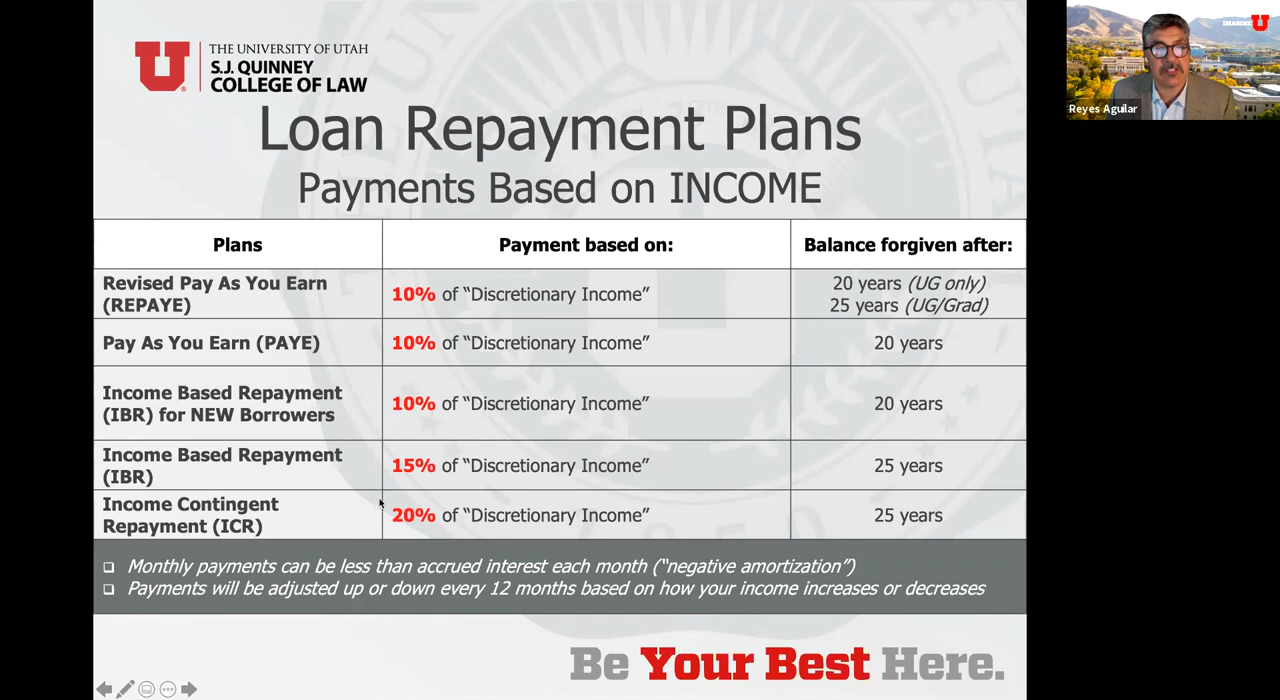 THE UNIVERSITY OF UTAH
S.J. QUINNEY
COLLEGE OF LAW
Loan Repayment Plans
Payments Based on INCOME
Plans
Payment based on:
Balance forgiven after:
Revised Pay As You Earn
(REPAYE)
10% of “Discretionary Income”
20 years (UG only)
25 years (UG/Grad)
Pay As You Earn (PAYE)
10% of “Discretionary Income”
20 years
Income Based Repayment
(IBR) for NEW Borrowers
10% of “Discretionary Income”
20 years
Income Based Repayment
(IBR)
15% of “Discretionary Income”
25 years
Income Contingent
Repayment (ICR)
20% of “Discretionary Income”
25 years
Monthly payments can be less than accrued interest each month (“negative amortization”)
Payments will be adjusted up or down every 12 months based on how your income increases or decreases
Be Your Best Here.
Reyes Aguilar